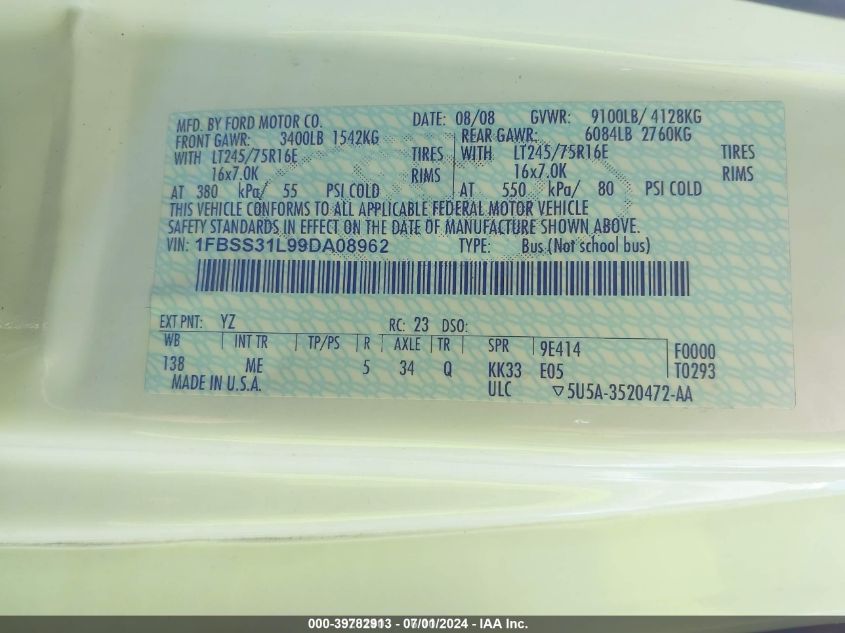 MFD. BY FORD MOTOR CO. DATE: 08/08 GVWR: 9100LB/ 4128KG
FRONT GAWR: 3400LB 1542KG REAR GAWR: 6084LB 2760KG
WITH LT245/75R16E TIRES WITH LT245/75R16E TIRES
16x7.0K RIMS 16x7.0K RIMS
AT 380 kPa/ 55 PSI COLD AT 550 kPa/ 80 PSI COLD
THIS VEHICLE CONFORMS TO ALL APPLICABLE FEDERAL MOTOR VEHICLE
SAFETY STANDARDS IN EFFECT ON THE DATE OF MANUFACTURE SHOWN ABOVE.
VIN: 1FBSS31L99DA08962 TYPE: Bus (Not school bus)
EXT PNT: YZ RC: 23 DSO:
WB INT TR TP/PS R AXLE TR SPR 9E414 F0000
138 ME 5 34 Q KK33 E05 T0293
MADE IN U.S.A. ULC ▽5U5A-3520472-AA
000-39782913 - 07/01/2024 - IAA Inc.